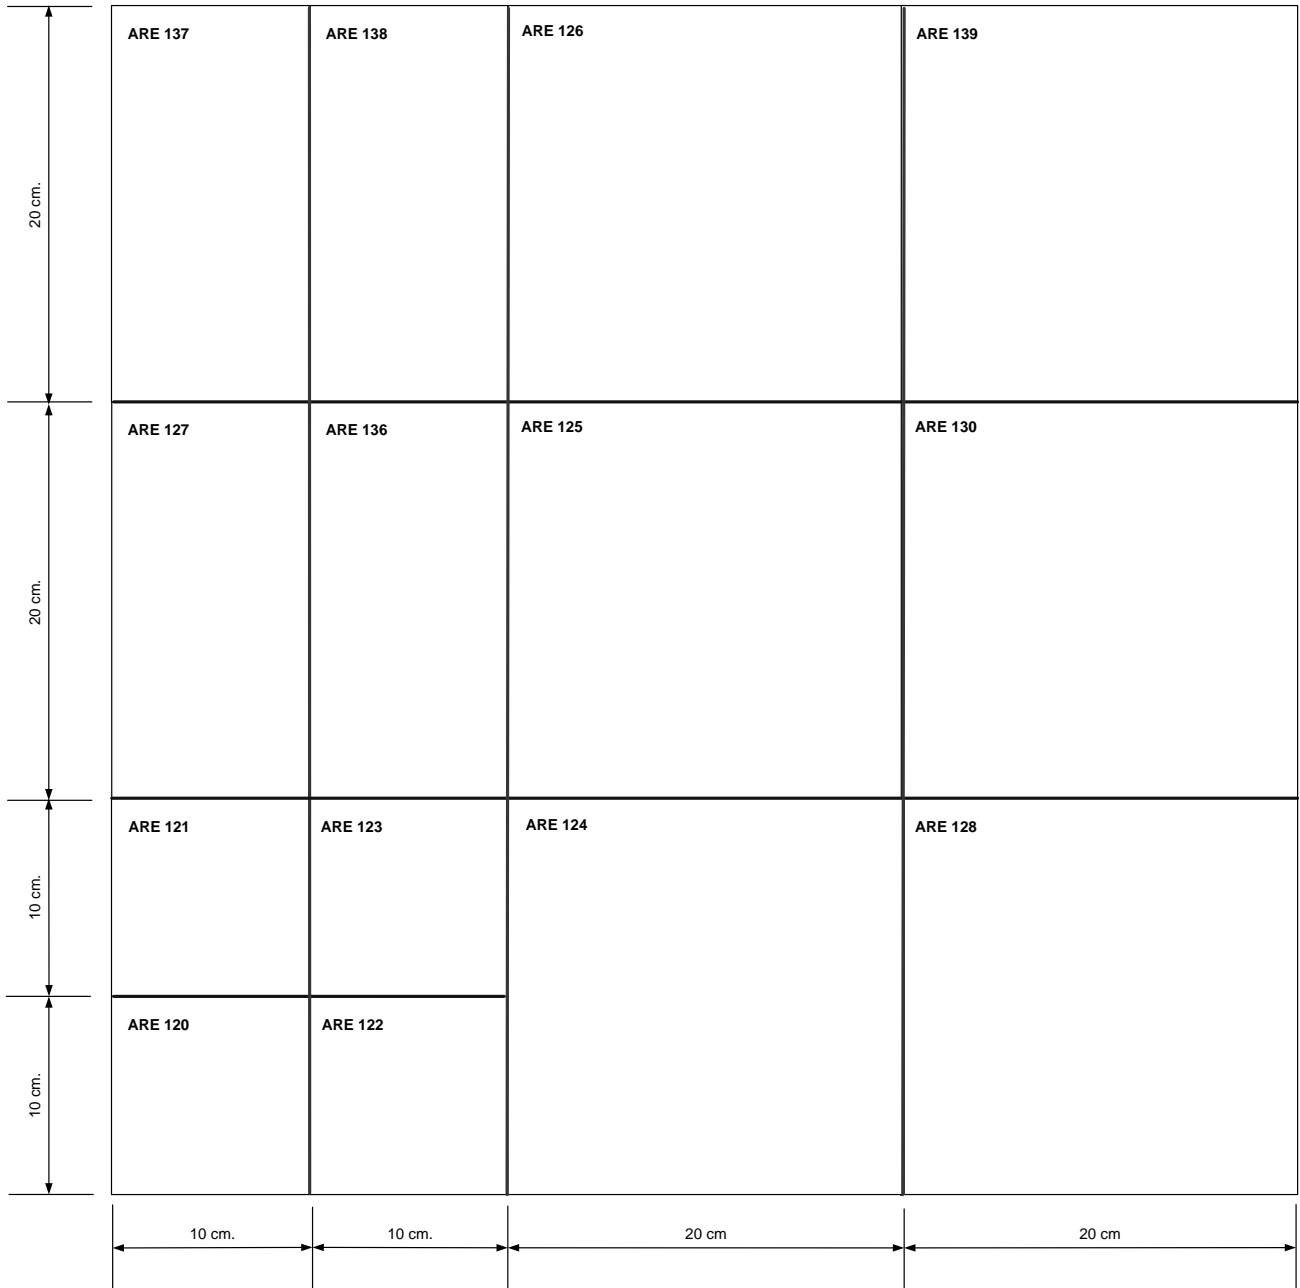 ARE 137
ARE 138
ARE 126
ARE 139
20 cm.
ARE 127
ARE 136
ARE 125
ARE 130
20 cm.
ARE 121
ARE 123
ARE 124
ARE 128
10 cm.
ARE 120
ARE 122
10 cm.
10 cm.
10 cm.
20 cm
20 cm